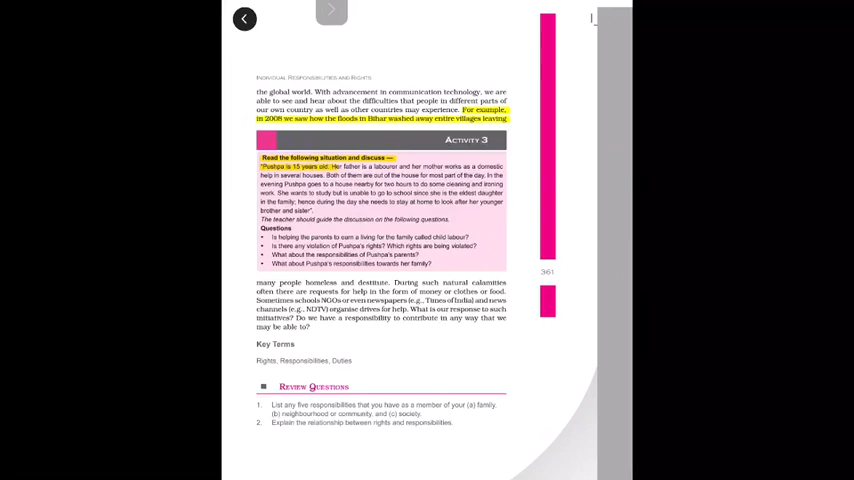 INDIVIDUAL RESPONSIBILITIES AND RIGHTS
the global world. With advancement in communication technology, we are
able to see and hear about the difficulties that people in different parts of
our own country as well as other countries may experience. For example,
in 2008 we saw how the floods in Bihar washed away entire villages leaving
ACTIVITY 3
Read the following situation and discuss —
"Pushpa is 15 years old. Her father is a labourer and her mother works as a domestic
help in several houses. Both of them are out of the house for most part of the day. In the
evening Pushpa goes to a house nearby for two hours to do some cleaning and ironing
work. She wants to study but is unable to go to school since she is the eldest daughter
in the family; hence during the day she needs to stay at home to look after her younger
brother and sister".
The teacher should guide the discussion on the following questions.
Questions
• Is helping the parents to earn a living for the family called child labour?
• Is there any violation of Pushpa's rights? Which rights are being violated?
• What about the responsibilities of Pushpa's parents?
• What about Pushpa's responsibilities towards her family?
361
many people homeless and destitute. During such natural calamities
often there are requests for help in the form of money or clothes or food.
Sometimes schools NGOs or even newspapers (e.g., Times of India) and news
channels (e.g., NDTV) organise drives for help. What is our response to such
initiatives? Do we have a responsibility to contribute in any way that we
may be able to?
Key Terms
Rights, Responsibilities, Duties
REVIEW QUESTIONS
1. List any five responsibilities that you have as a member of your (a) family,
(b) neighbourhood or community, and (c) society.
2. Explain the relationship between rights and responsibilities.